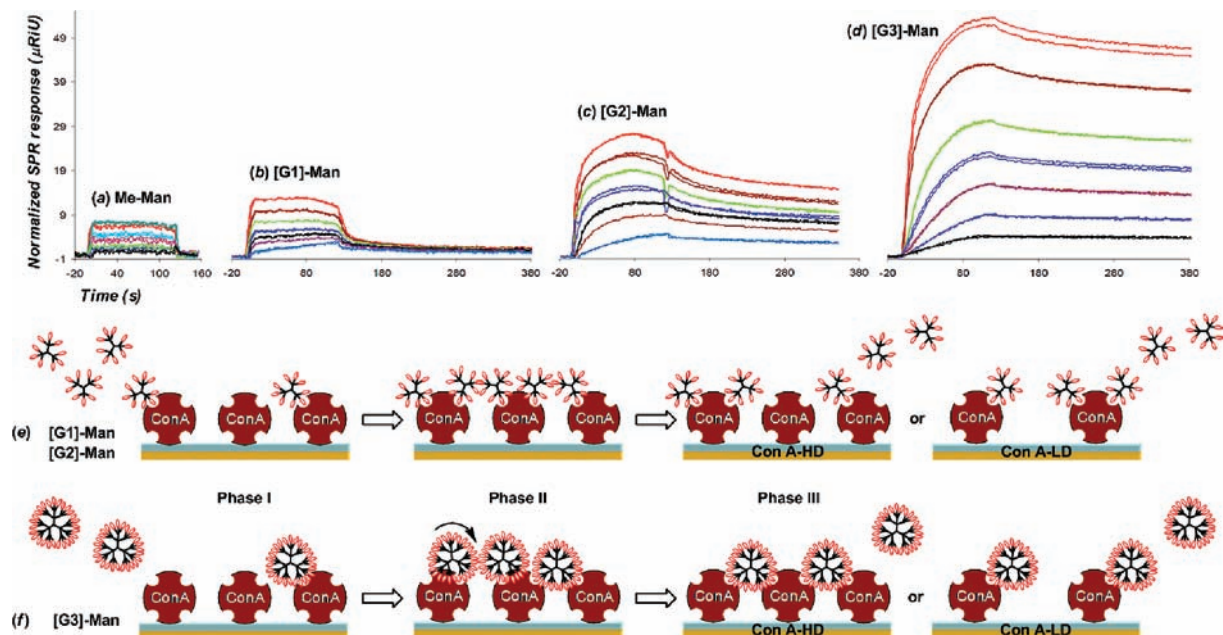 Normalized SPR response (μRiU)
49
39
29
19
9
-1
(a) Me-Man
(b) [G1]-Man
(c) [G2]-Man
(d) [G3]-Man
-20 40 100 160
-20 80 180 280 380
-20 80 180 280 380
-20 80 180 280 380
Time (s)
ConA ConA ConA
ConA ConA ConA
ConA ConA ConA
or
ConA ConA
(e) [G1]-Man
[G2]-Man
Con A-HD
Con A-LD
Phase I
Phase II
Phase III
ConA ConA ConA
ConA ConA ConA
ConA ConA ConA
or
ConA ConA
(f) [G3]-Man
Con A-HD
Con A-LD